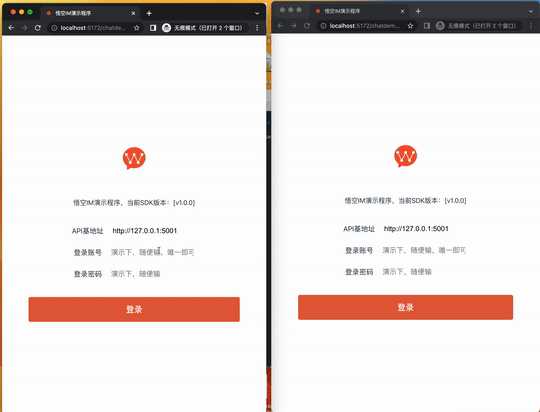 悟空IM演示程序
localhost:5172/chatdem...
无痕模式（已打开 2 个窗口）
悟空IM演示程序，当前SDK版本：[v1.0.0]
API基地址 http://127.0.0.1:5001
登录账号 演示下，随便输，唯一即可
登录密码 演示下，随便输
登录
悟空IM演示程序
localhost:5172/chatdem...
无痕模式（已打开 2 个窗口）
悟空IM演示程序，当前SDK版本：[v1.0.0]
API基地址 http://127.0.0.1:5001
登录账号 演示下，随便输，唯一即可
登录密码 演示下，随便输
登录